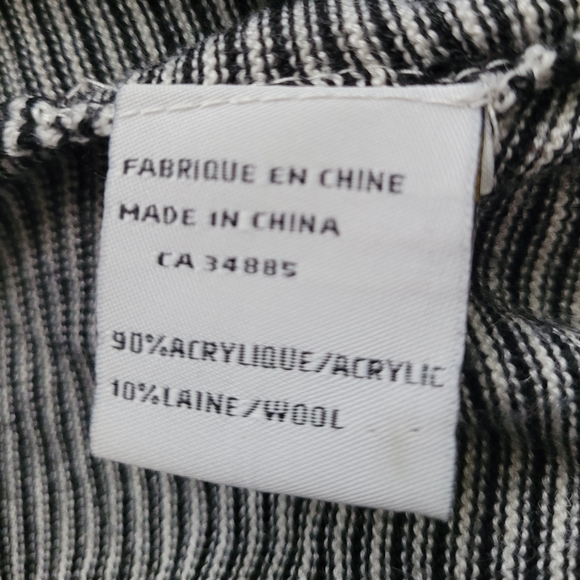 FABRIQUE EN CHINE
MADE IN CHINA
CA 34885
90%ACRYLIQUE/ACRYLIC
10%LAINE/WOOL